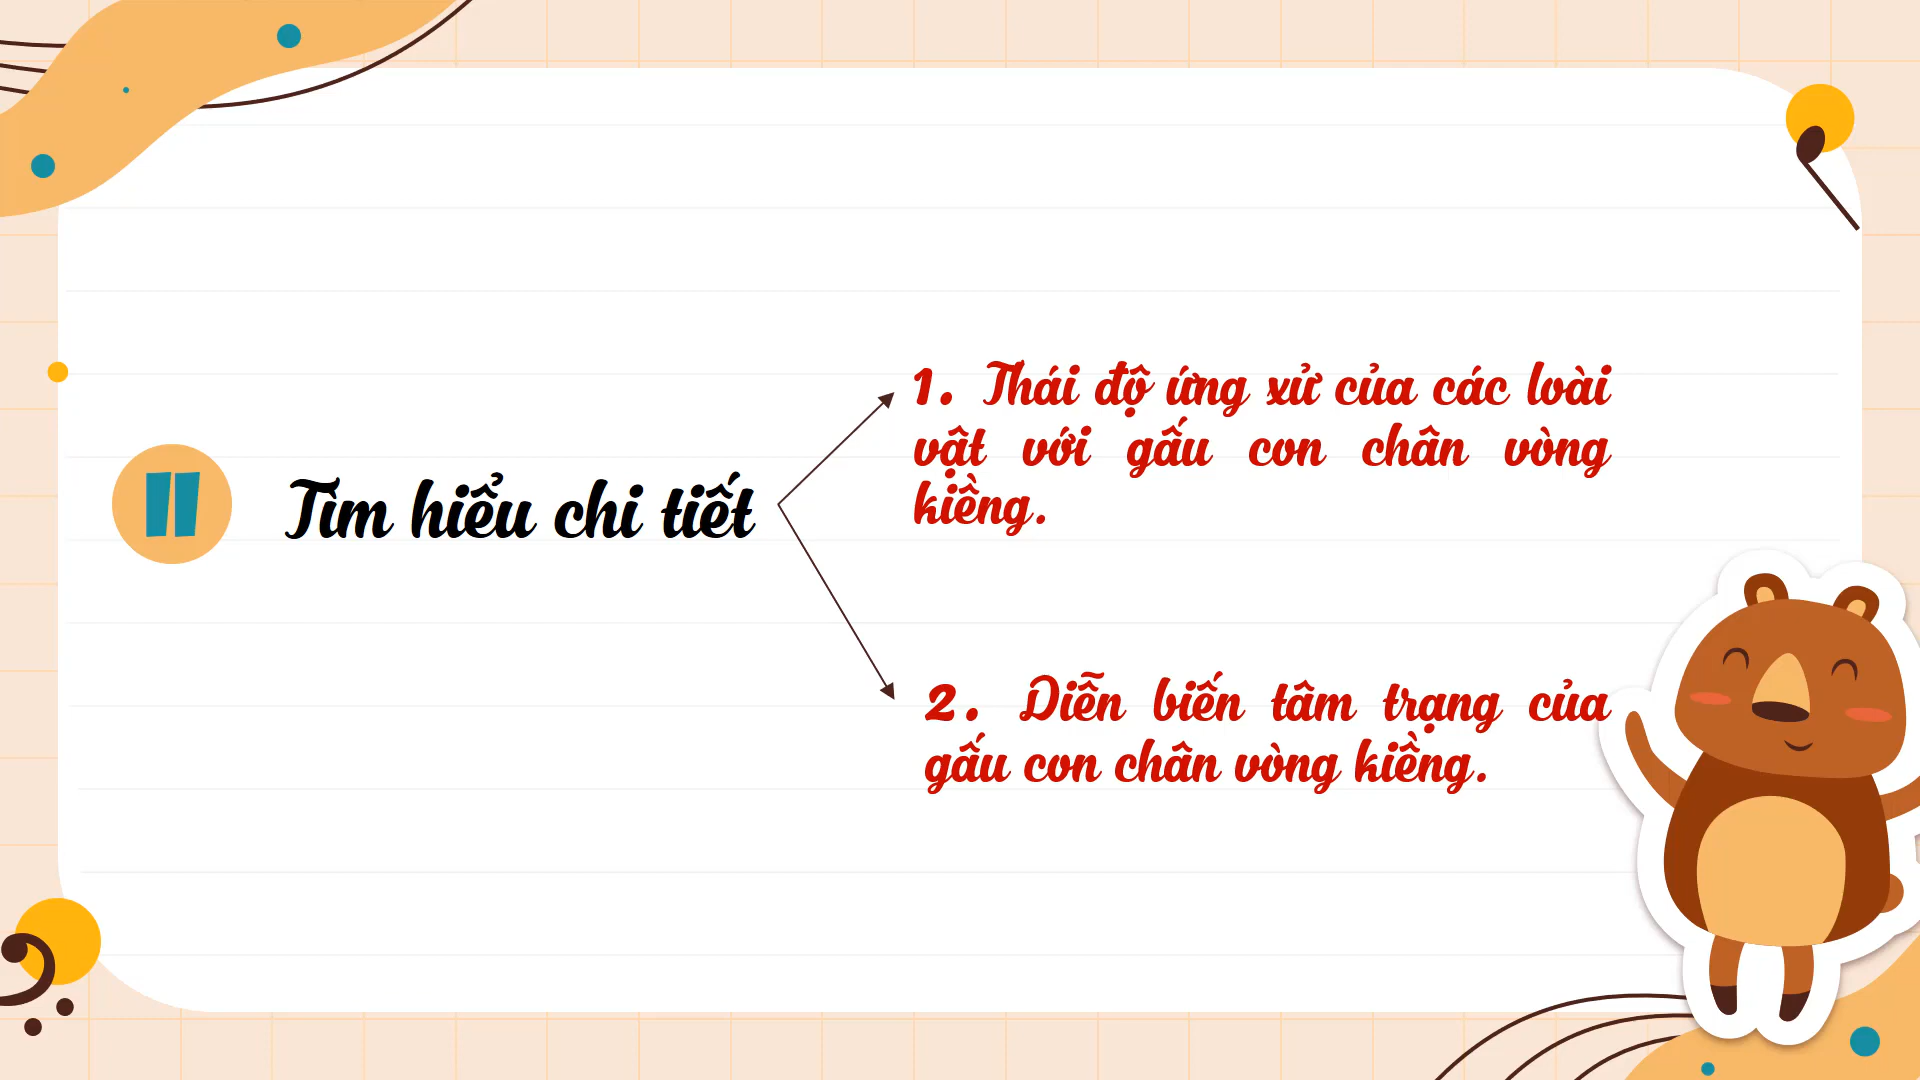 II
Tìm hiểu chi tiết
1. Thái độ ứng xử của các loài
vật với gấu con chân vòng
kiềng.
2. Diễn biến tâm trạng của
gấu con chân vòng kiềng.